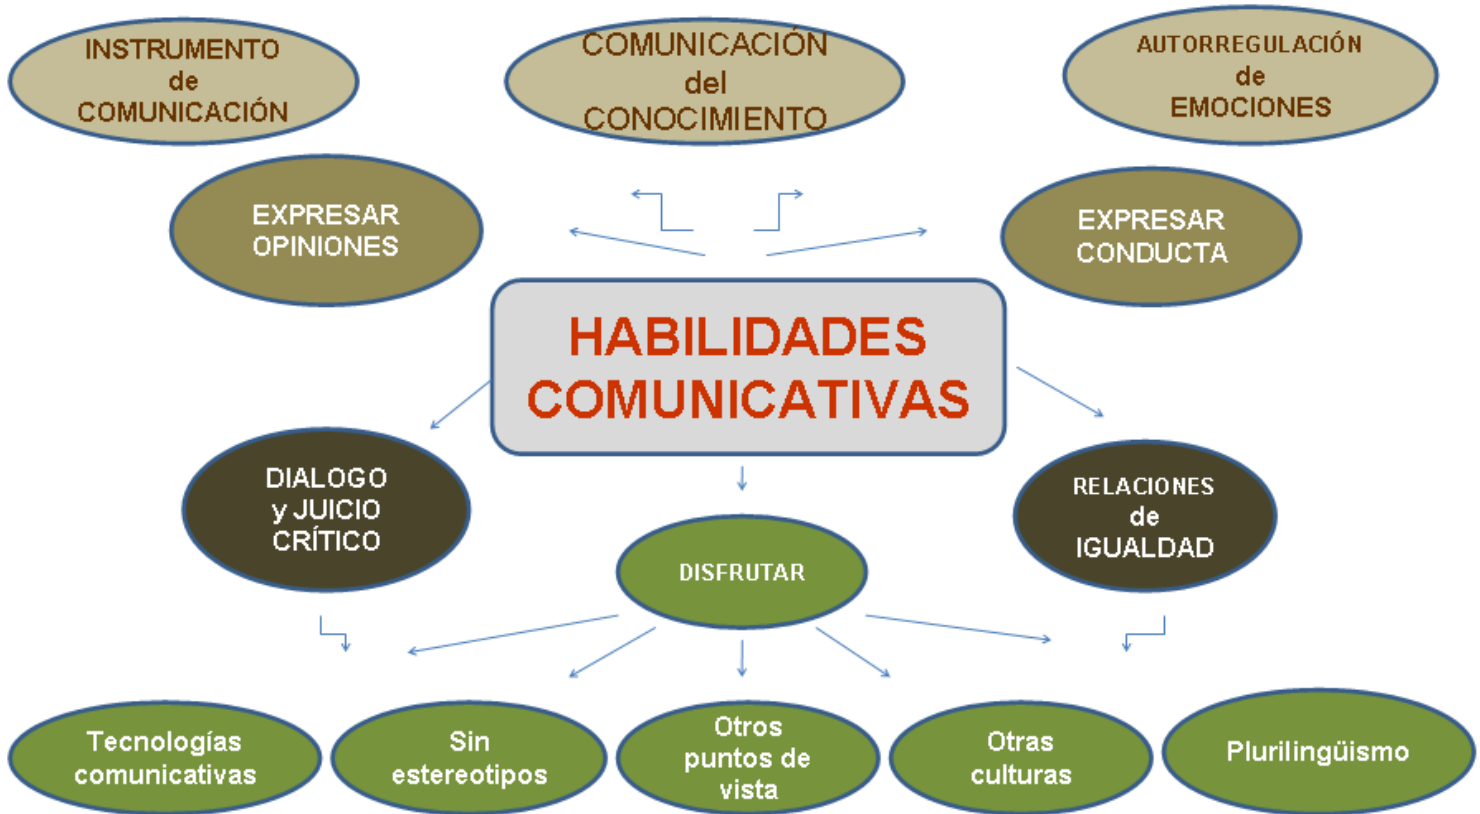 INSTRUMENTO
de
COMUNICACIÓN
COMUNICACIÓN
del
CONOCIMIENTO
AUTORREGULACIÓN
de
EMOCIONES
EXPRESAR
OPINIONES
EXPRESAR
CONDUCTA
HABILIDADES
COMUNICATIVAS
DIALOGO
y JUICIO
CRÍTICO
RELACIONES
de
IGUALDAD
DISFRUTAR
Tecnologías
comunicativas
Sin
estereotipos
Otros
puntos de
vista
Otras
culturas
Plurilingüismo